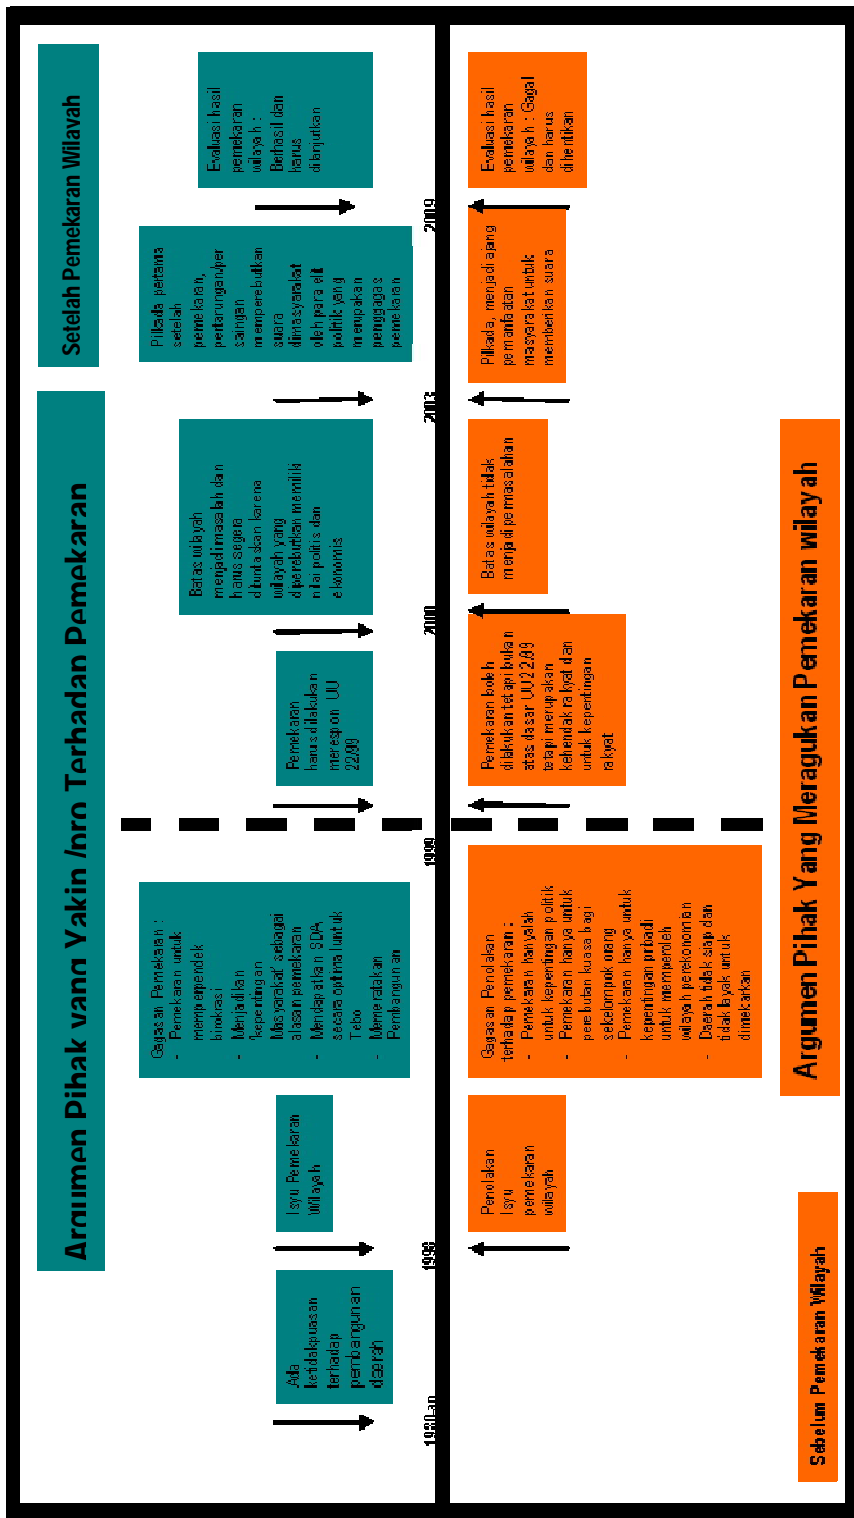 Argumen Pihak yang Yakin /pro Terhadap Pemekaran
Setelah Pemekaran Wilayah
Ada
ketidakpuasan
terhadap
pembangunan
daerah
Isyu Pemekaran
Wilayah
Gagasan Pemekaran :
- Pemekaran untuk
memperpendek
birokrasi
- Menjadikan
"kepentingan
Masyarakat" sebagai
alasan pemekaran
- Mendapatkan SDA
secara optimal untuk
Tebo
- Memeratakan
Pembangunan
Pemekaran
harus dilakukan
merespon UU
22/99
Batas wilayah
menjadi masalah dan
harus segera
dituntaskan karena
wilayah yang
diperebutkan memiliki
nilai politis dan
ekonomis
Pilkada pertama
setelah
pemekaran,
pertarungan/per
saingan
memperebutkan
suara
dimasyarakat
oleh para elit
politik yang
merupakan
penggagas
pemekaran
Evaluasi hasil
pemekaran
wilayah :
Berhasil dan
harus
dilanjutkan
1980-an
1998
1999
2000
2003
2009
Penolakan
Isyu
pemekaran
wilayah
Gagasan Penolakan
terhadap pemekaran :
- Pemekaran hanyalah
untuk kepentingan politik
- Pemekaran hanya untuk
perebutan kuasa bagi
sekelompok orang
- Pemekaran hanya untuk
kepentingan pribadi
untuk memperoleh
wilayah perekonomian
- Daerah tidak siap dan
tidak layak untuk
dimekarkan
Pemekaran boleh
dilakukan tetapi bukan
atas dasar UU 22/99
tetapi merupakan
kehendak rakyat dan
untuk kepentingan
rakyat
Batas wilayah tidak
menjadi permasalahan
Pilkada, menjadi ajang
pemanfaatan
masyarakat untuk
memberikan suara
Evaluasi hasil
pemekaran
wilayah : Gagal
dan harus
dihentikan
Argumen Pihak Yang Meragukan Pemekaran wilayah
Sebelum Pemekaran Wilayah